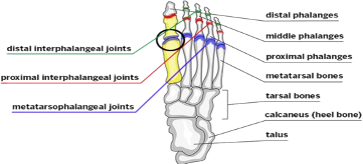 distal phalanges
middle phalanges
distal interphalangeal joints
proximal phalanges
proximal interphalangeal joints
metatarsal bones
tarsal bones
metatarsophalangeal joints
calcaneus (heel bone)
talus